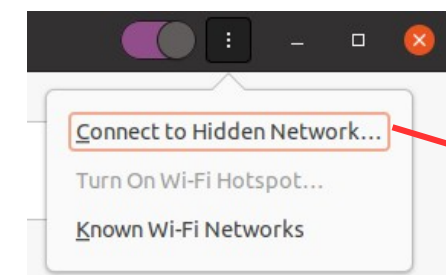 Connect to Hidden Network...
Turn On Wi-Fi Hotspot...
Known Wi-Fi Networks